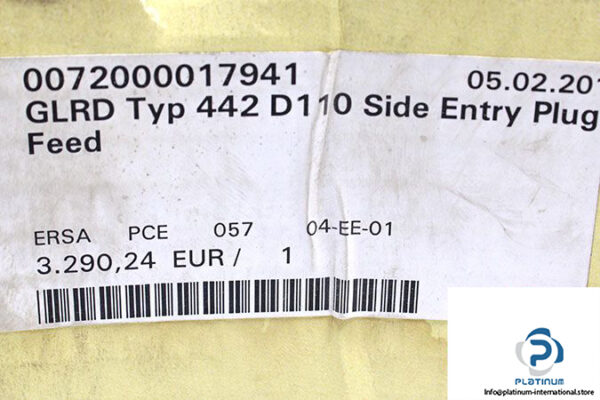 0072000017941 05.02.201
GLRD Typ 442 D110 Side Entry Plug
Feed
ERSA PCE 057 04-EE-01
3.290,24 EUR / 1
PLATINUM
Info@platinum-international.store